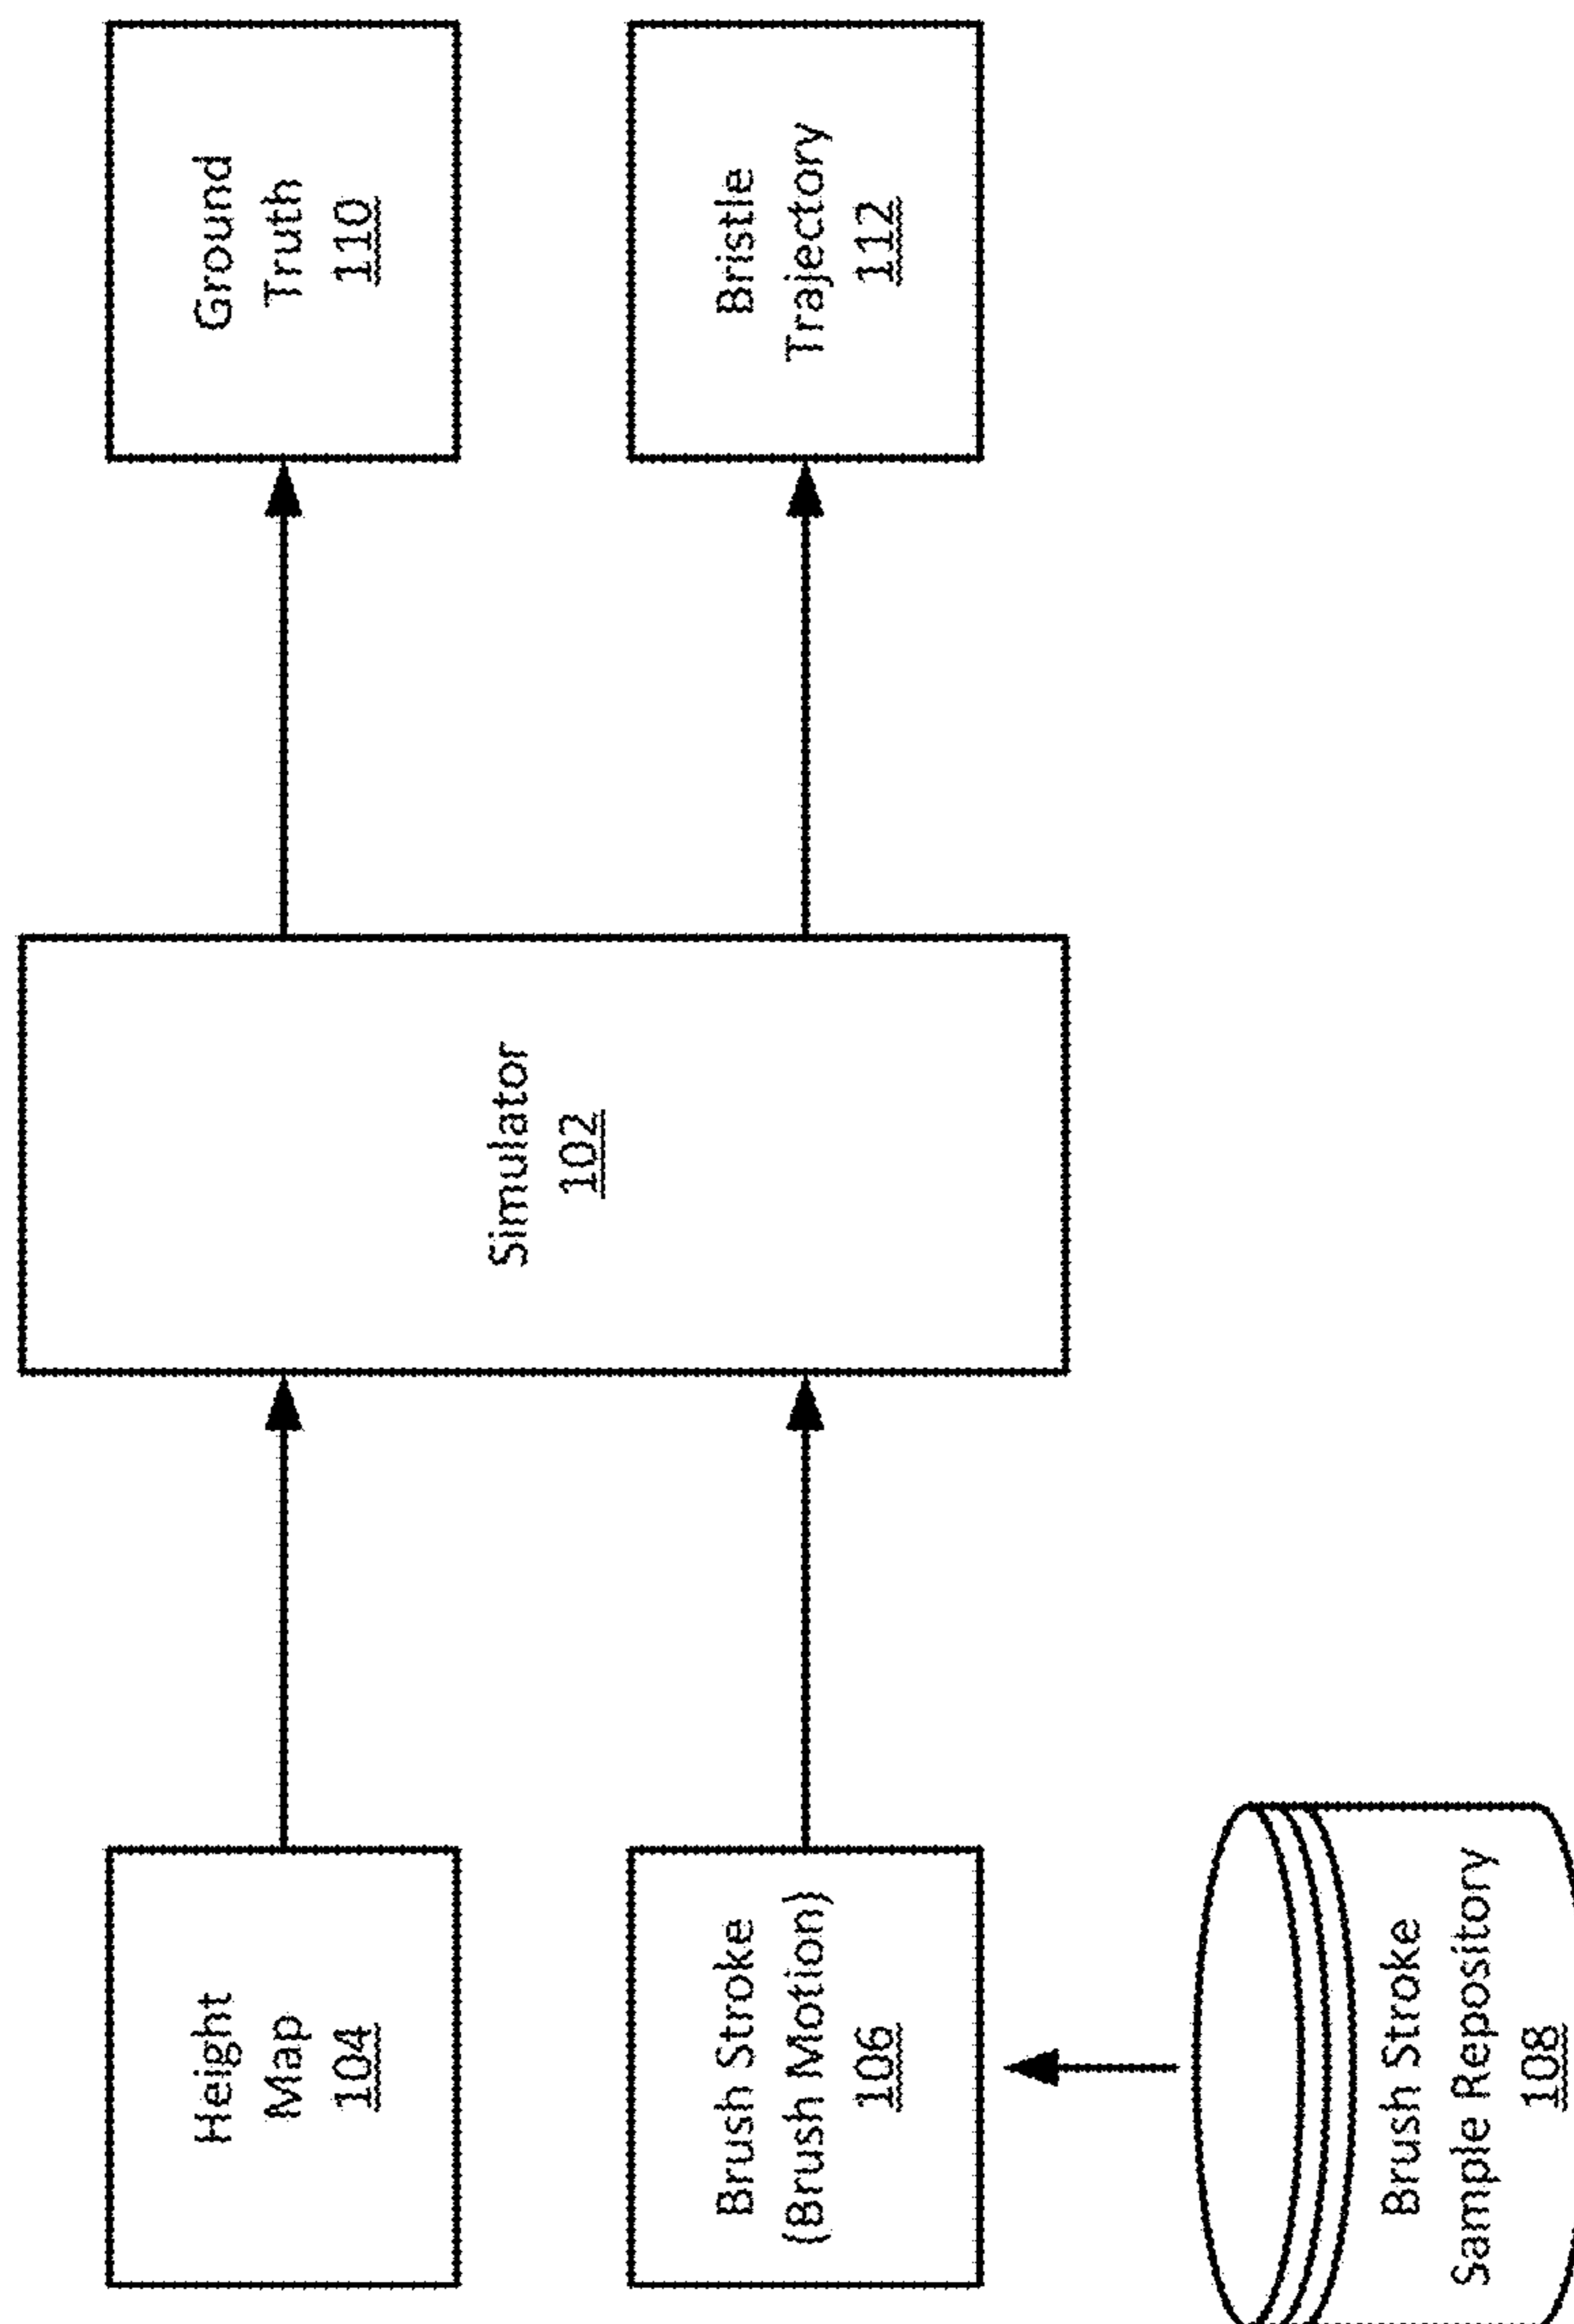 Height
Map
104
Brush Stroke
(Brush Motion)
106
Brush Stroke
Sample Repository
108
Simulator
102
Ground
Truth
110
Bristle
Trajectory
112